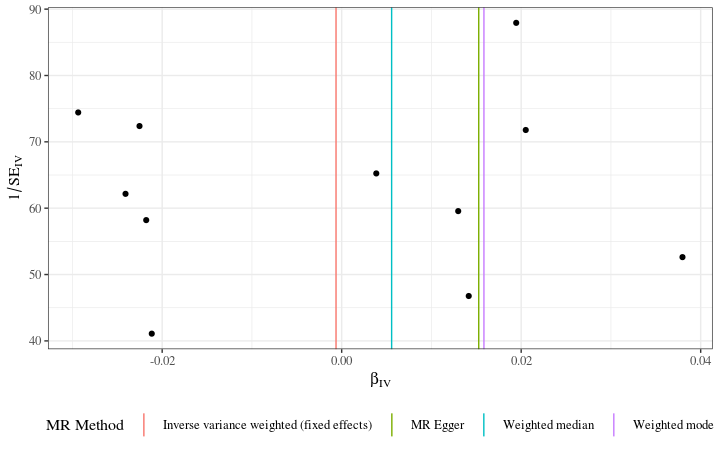 90
80
70
60
50
40
1/SE_IV
-0.02 0.00 0.02 0.04
β_IV
MR Method Inverse variance weighted (fixed effects) MR Egger Weighted median Weighted mode